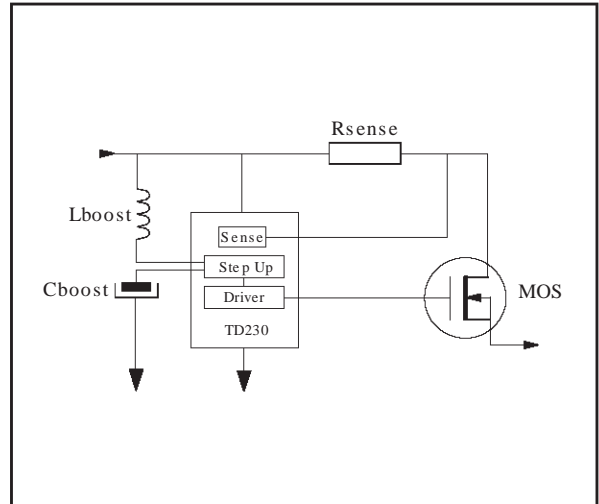 Rsense
Lboost
Sense
Step Up
Cboost
Driver
MOS
TD230